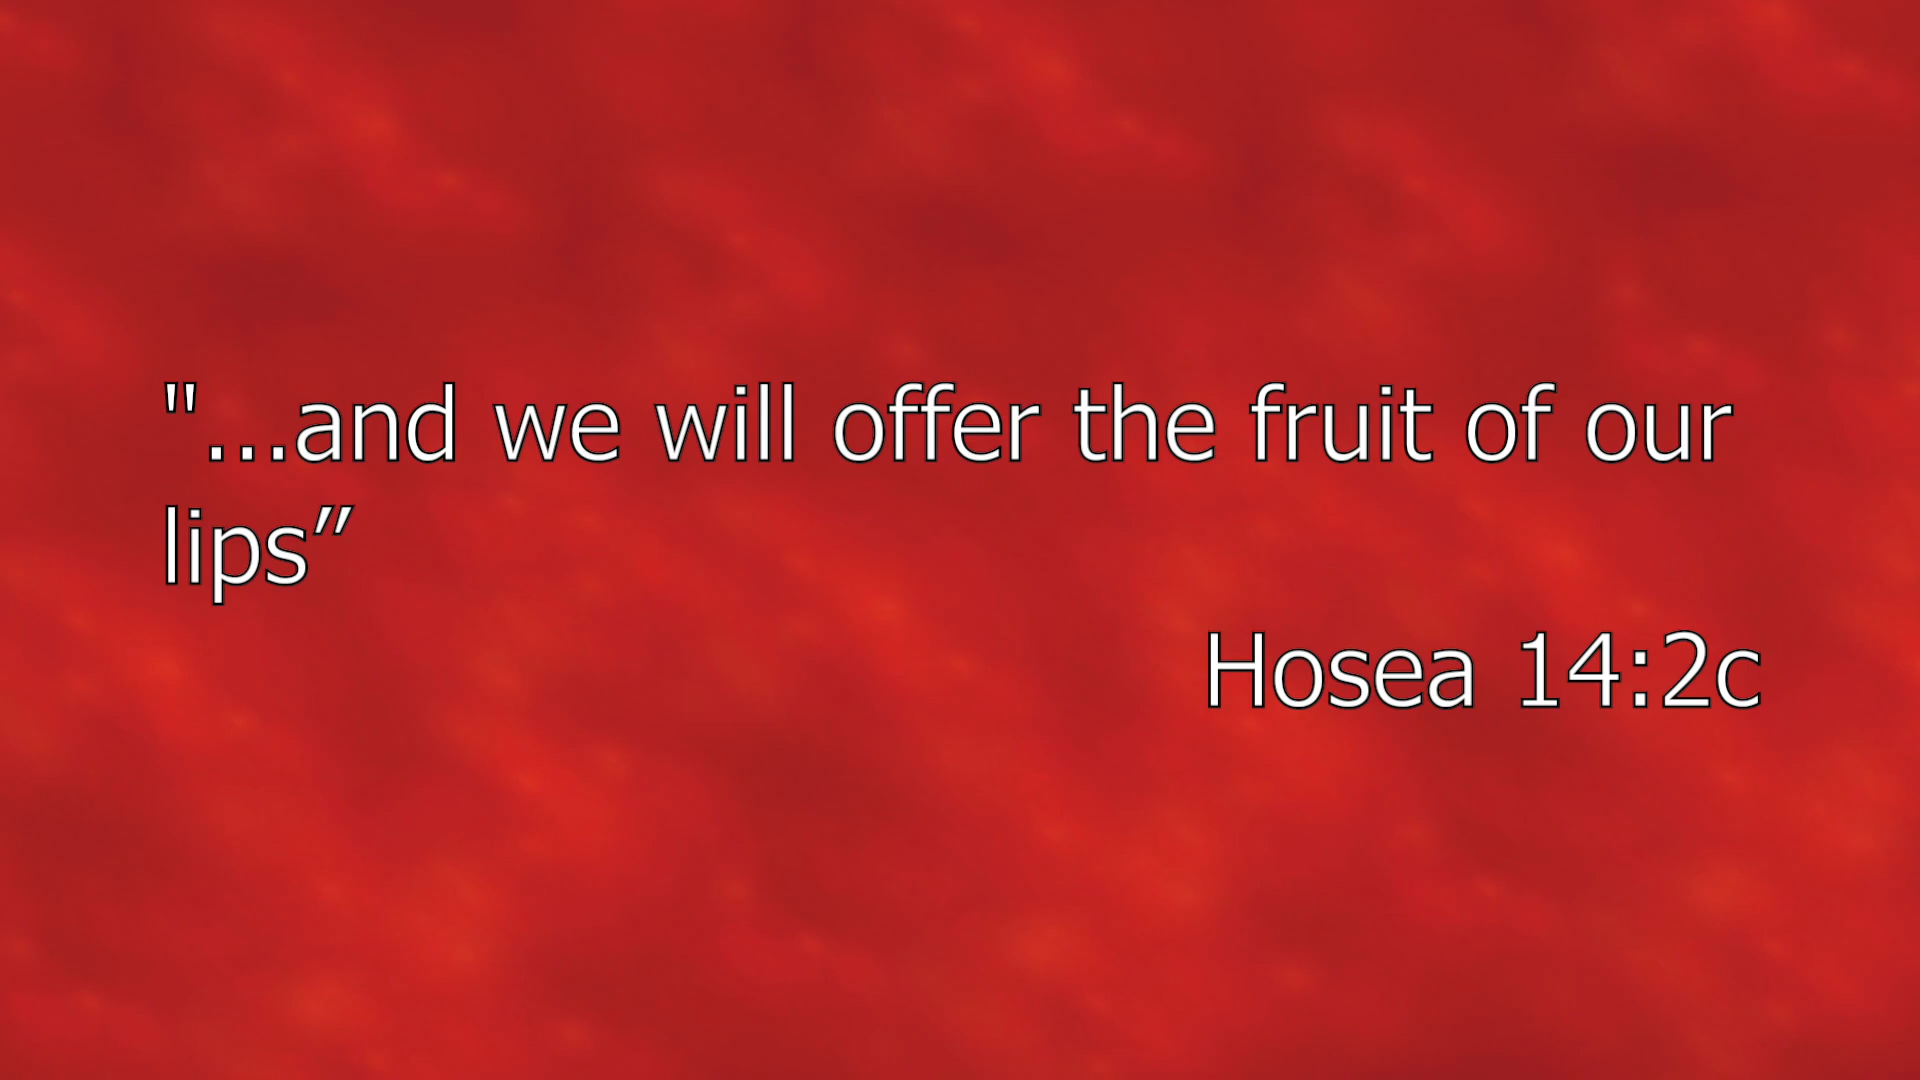 "...and we will offer the fruit of our
lips”
Hosea 14:2c